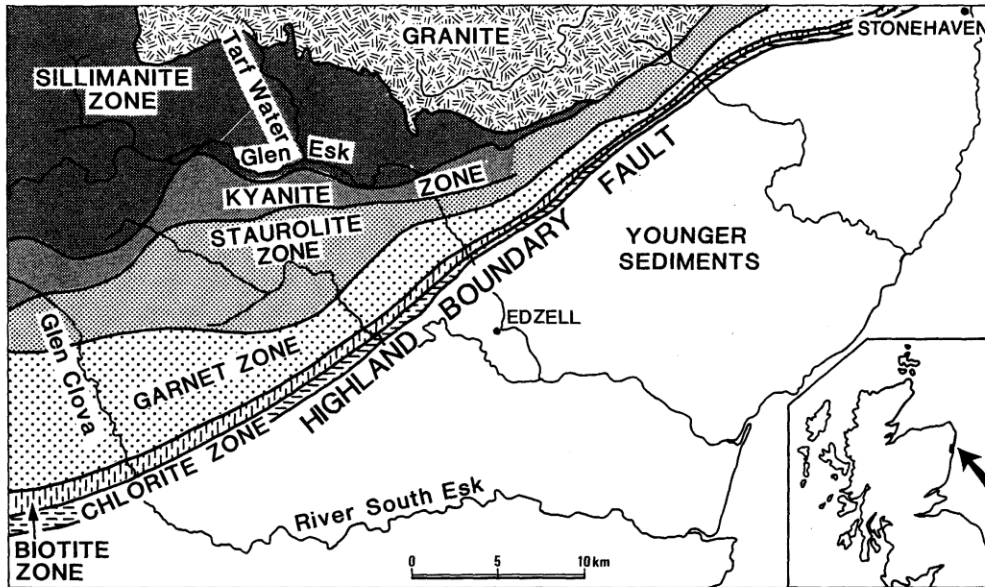 GRANITE
STONEHAVEN
SILLIMANITE
ZONE
Tarf Water
Glen Esk
KYANITE
ZONE
STAUROLITE
ZONE
HIGHLAND BOUNDARY FAULT
YOUNGER
SEDIMENTS
EDZELL
Glen Clova
GARNET ZONE
CHLORITE ZONE
River South Esk
BIOTITE
ZONE
0 5 10km